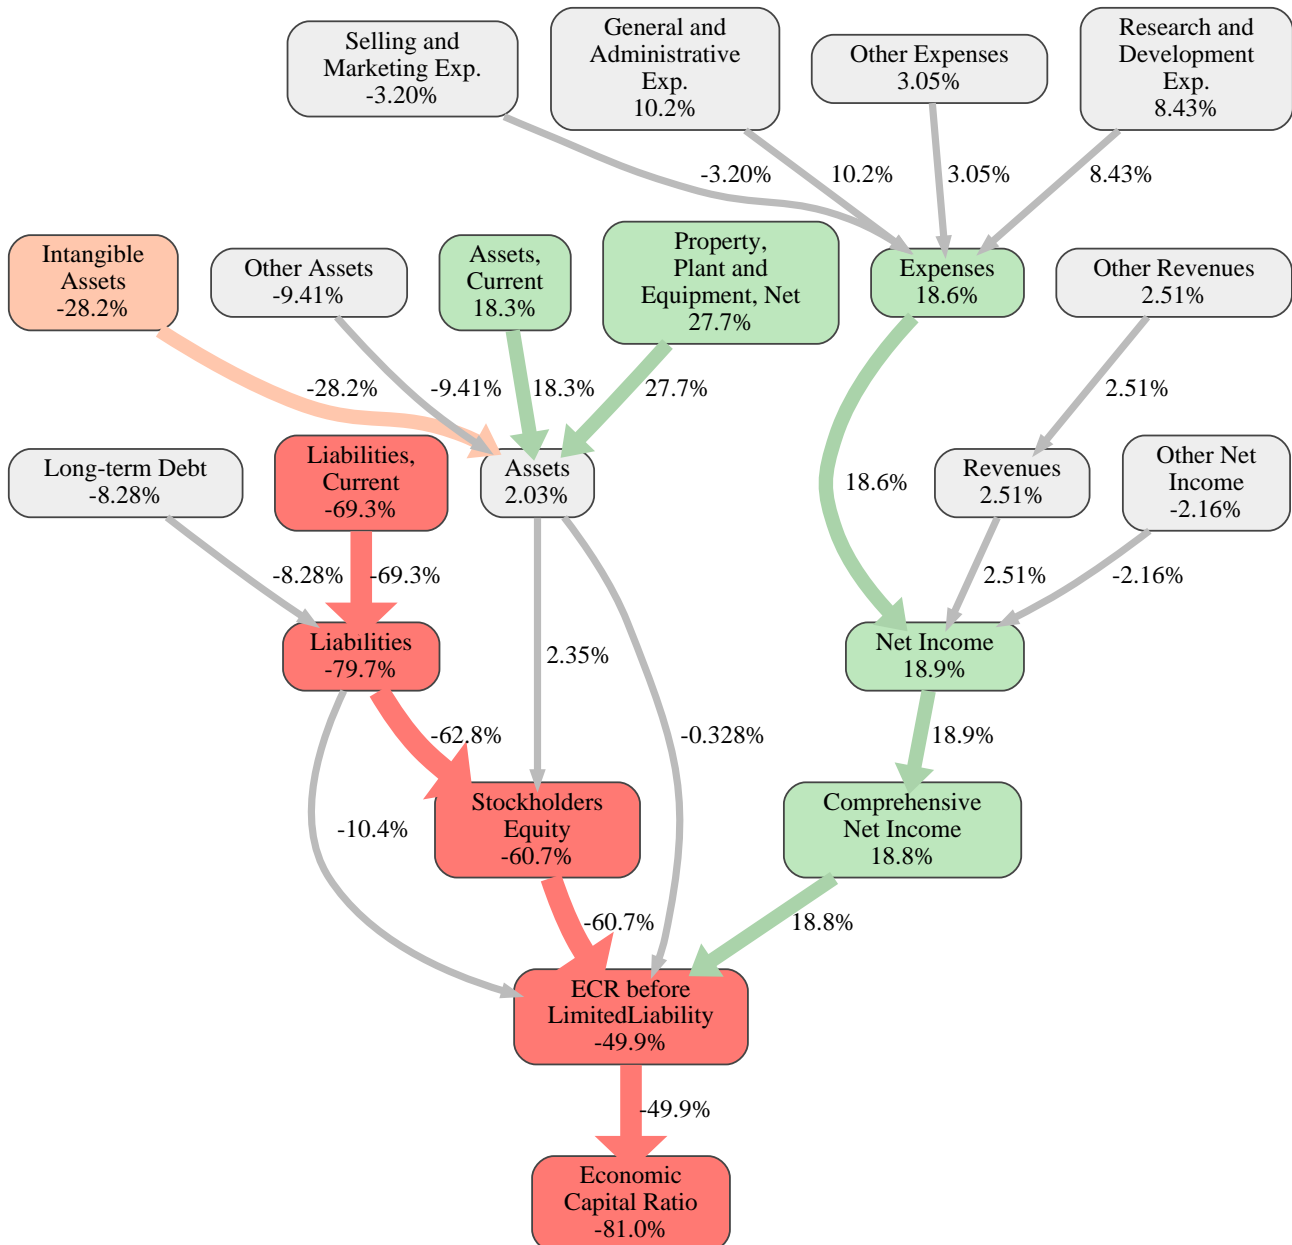 Selling and
Marketing Exp.
-3.20%
General and
Administrative
Exp.
10.2%
Other Expenses
3.05%
Research and
Development
Exp.
8.43%
-3.20%
10.2%
3.05%
8.43%
Intangible
Assets
-28.2%
Other Assets
-9.41%
Assets,
Current
18.3%
Property,
Plant and
Equipment, Net
27.7%
Expenses
18.6%
Other Revenues
2.51%
-28.2%
-9.41%
18.3%
27.7%
2.51%
Long-term Debt
-8.28%
Liabilities,
Current
-69.3%
Assets
2.03%
18.6%
Revenues
2.51%
Other Net
Income
-2.16%
-8.28%
-69.3%
2.51%
-2.16%
Liabilities
-79.7%
2.35%
Net Income
18.9%
-62.8%
-0.328%
18.9%
-10.4%
Stockholders
Equity
-60.7%
Comprehensive
Net Income
18.8%
-60.7%
18.8%
ECR before
LimitedLiability
-49.9%
-49.9%
Economic
Capital Ratio
-81.0%